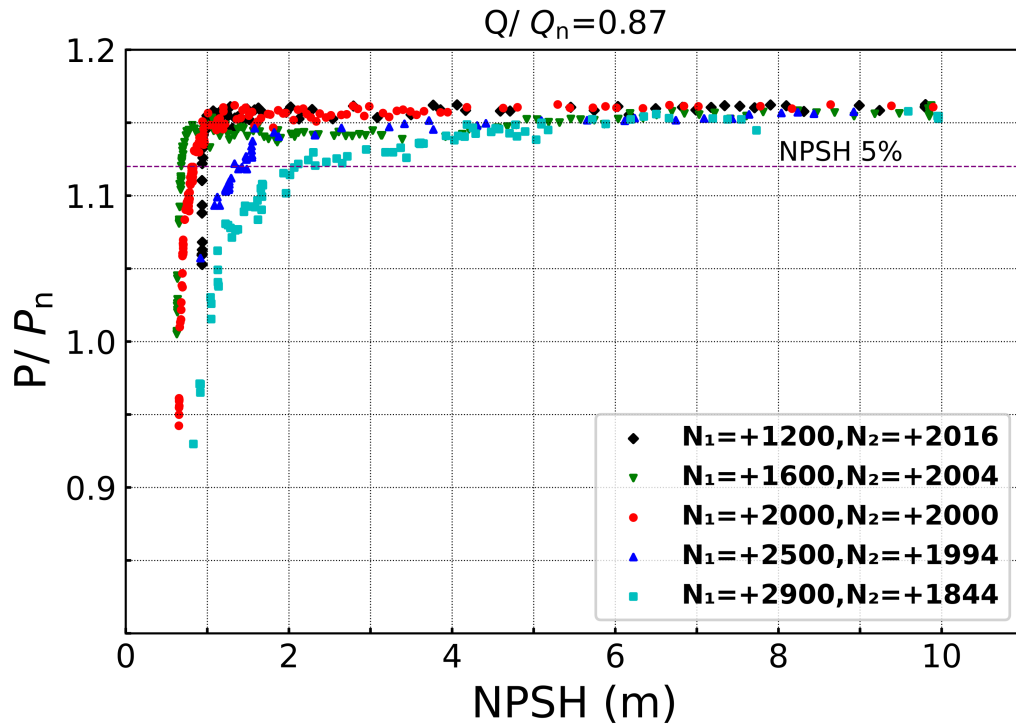 Q/ Qₙ=0.87
P/ Pₙ
1.2
1.1
1.0
0.9
NPSH 5%
N₁=+1200,N₂=+2016
N₁=+1600,N₂=+2004
N₁=+2000,N₂=+2000
N₁=+2500,N₂=+1994
N₁=+2900,N₂=+1844
0 2 4 6 8 10
NPSH (m)